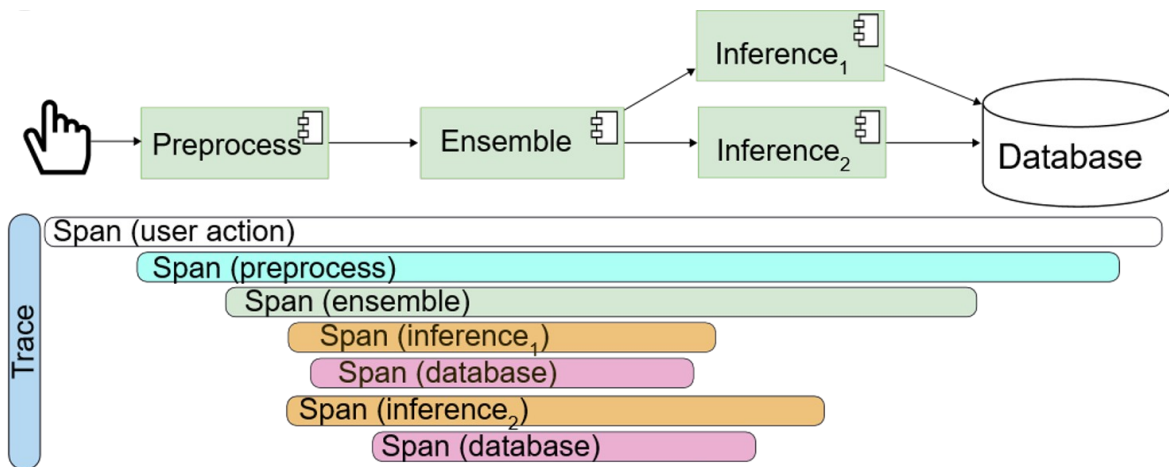 Inference₁
Preprocess
Ensemble
Inference₂
Database
Trace
Span (user action)
Span (preprocess)
Span (ensemble)
Span (inference₁)
Span (database)
Span (inference₂)
Span (database)